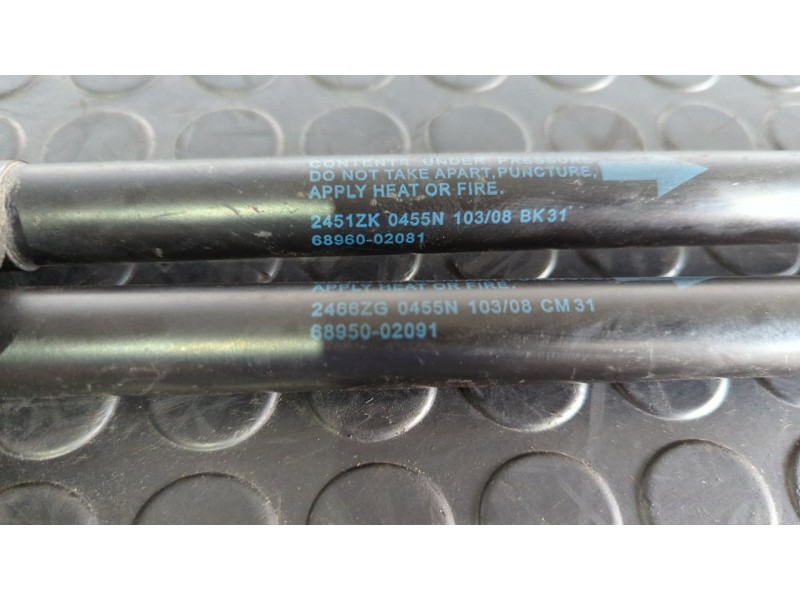 CONTENTS UNDER PRESSURE
DO NOT TAKE APART,PUNCTURE,
APPLY HEAT OR FIRE.
2451ZK 0455N 103/08 BK31
68960-02081
APPLY HEAT OR FIRE.
2466ZG 0455N 103/08 CM31
68950-02091